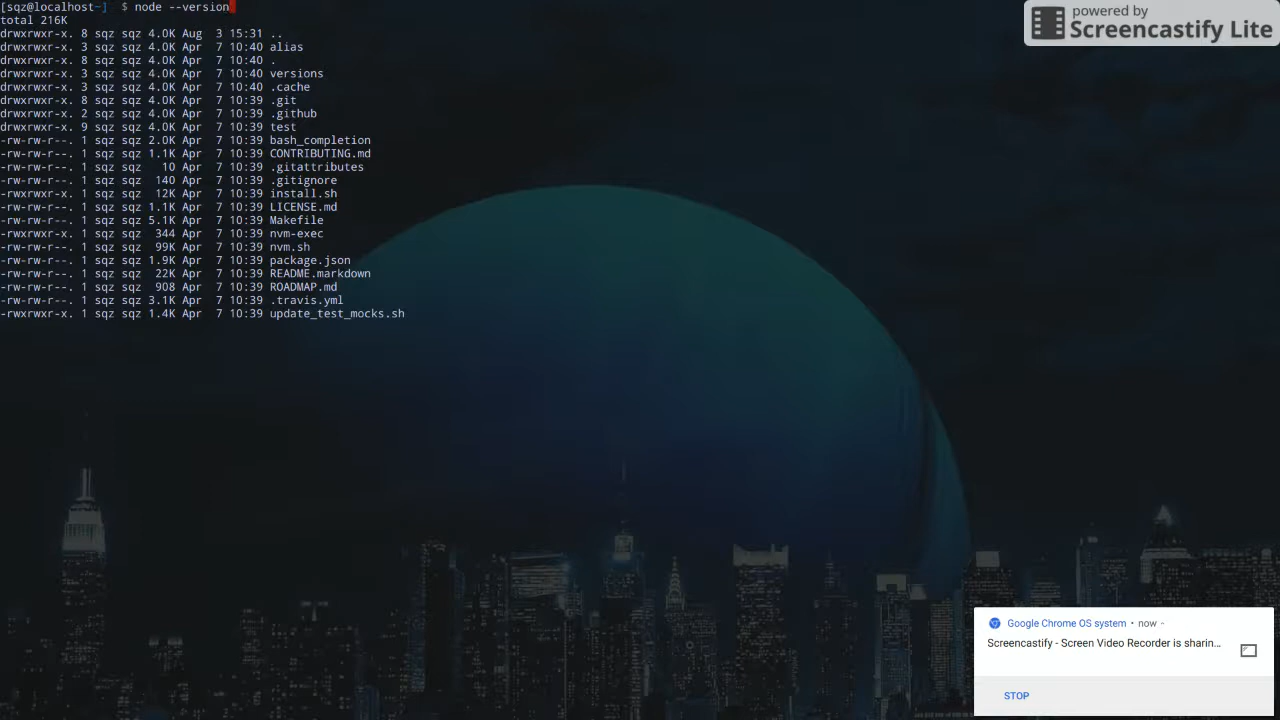 [sqz@localhost~]  $ node --version
total 216K
drwxrwxr-x. 8 sqz sqz 4.0K Aug  3 15:31 ..
drwxrwxr-x. 3 sqz sqz 4.0K Apr  7 10:40 alias
drwxrwxr-x. 8 sqz sqz 4.0K Apr  7 10:40 .
drwxrwxr-x. 3 sqz sqz 4.0K Apr  7 10:40 versions
drwxrwxr-x. 3 sqz sqz 4.0K Apr  7 10:40 .cache
drwxrwxr-x. 8 sqz sqz 4.0K Apr  7 10:39 .git
drwxrwxr-x. 2 sqz sqz 4.0K Apr  7 10:39 .github
drwxrwxr-x. 9 sqz sqz 4.0K Apr  7 10:39 test
-rw-rw-r--. 1 sqz sqz 2.0K Apr  7 10:39 bash_completion
-rw-rw-r--. 1 sqz sqz 1.1K Apr  7 10:39 CONTRIBUTING.md
-rw-rw-r--. 1 sqz sqz   10 Apr  7 10:39 .gitattributes
-rw-rw-r--. 1 sqz sqz  140 Apr  7 10:39 .gitignore
-rwxrwxr-x. 1 sqz sqz  12K Apr  7 10:39 install.sh
-rw-rw-r--. 1 sqz sqz 1.1K Apr  7 10:39 LICENSE.md
-rw-rw-r--. 1 sqz sqz 5.1K Apr  7 10:39 Makefile
-rwxrwxr-x. 1 sqz sqz  344 Apr  7 10:39 nvm-exec
-rw-rw-r--. 1 sqz sqz  99K Apr  7 10:39 nvm.sh
-rw-rw-r--. 1 sqz sqz 1.9K Apr  7 10:39 package.json
-rw-rw-r--. 1 sqz sqz  22K Apr  7 10:39 README.markdown
-rw-rw-r--. 1 sqz sqz  908 Apr  7 10:39 ROADMAP.md
-rw-rw-r--. 1 sqz sqz 3.1K Apr  7 10:39 .travis.yml
-rwxrwxr-x. 1 sqz sqz 1.4K Apr  7 10:39 update_test_mocks.sh
powered by
Screencastify Lite
Google Chrome OS system • now
Screencastify - Screen Video Recorder is sharin...
STOP